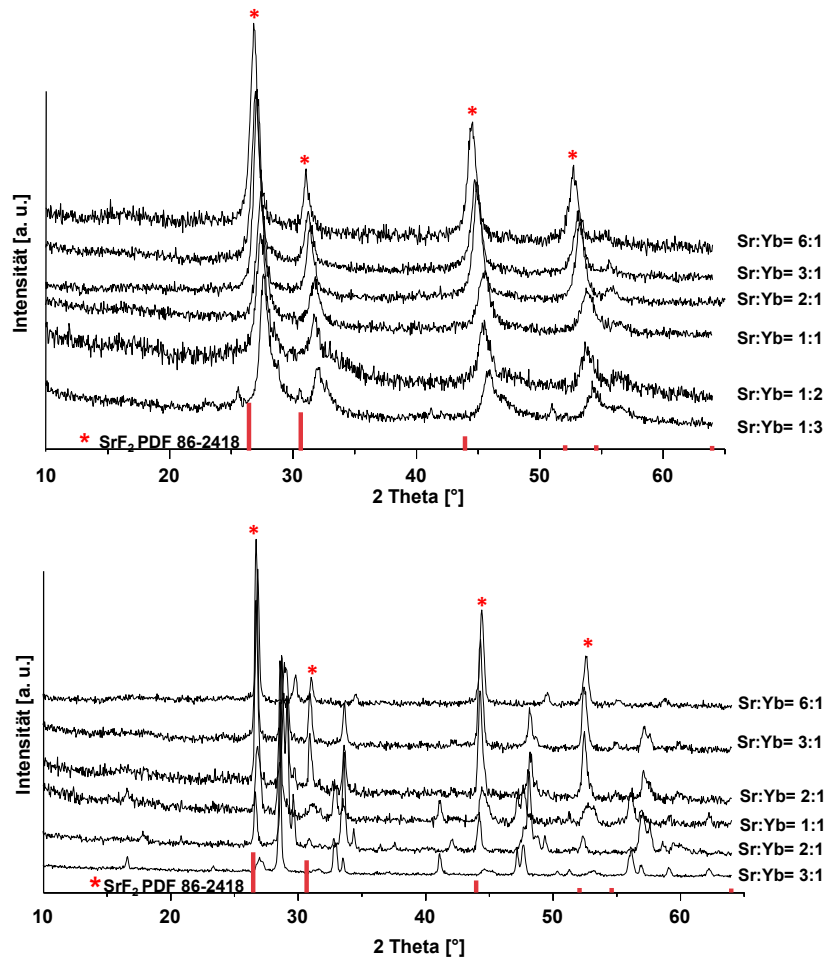 *
*
*
*
Intensität [a. u.]
Sr:Yb= 6:1
Sr:Yb= 3:1
Sr:Yb= 2:1
Sr:Yb= 1:1
Sr:Yb= 1:2
Sr:Yb= 1:3
* SrF₂ PDF 86-2418
10 20 30 40 50 60
2 Theta [°]
*
*
*
*
Intensität [a. u.]
Sr:Yb= 6:1
Sr:Yb= 3:1
Sr:Yb= 2:1
Sr:Yb= 1:1
Sr:Yb= 2:1
Sr:Yb= 3:1
*SrF₂ PDF 86-2418
10 20 30 40 50 60
2 Theta [°]